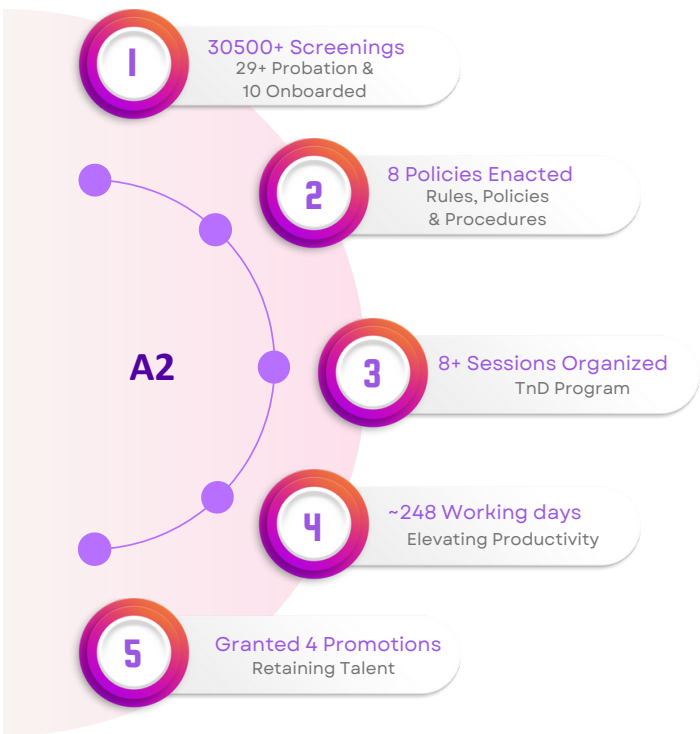 1
30500+ Screenings
29+ Probation &
10 Onboarded
2
8 Policies Enacted
Rules, Policies
& Procedures
A2
3
8+ Sessions Organized
TnD Program
4
~248 Working days
Elevating Productivity
5
Granted 4 Promotions
Retaining Talent